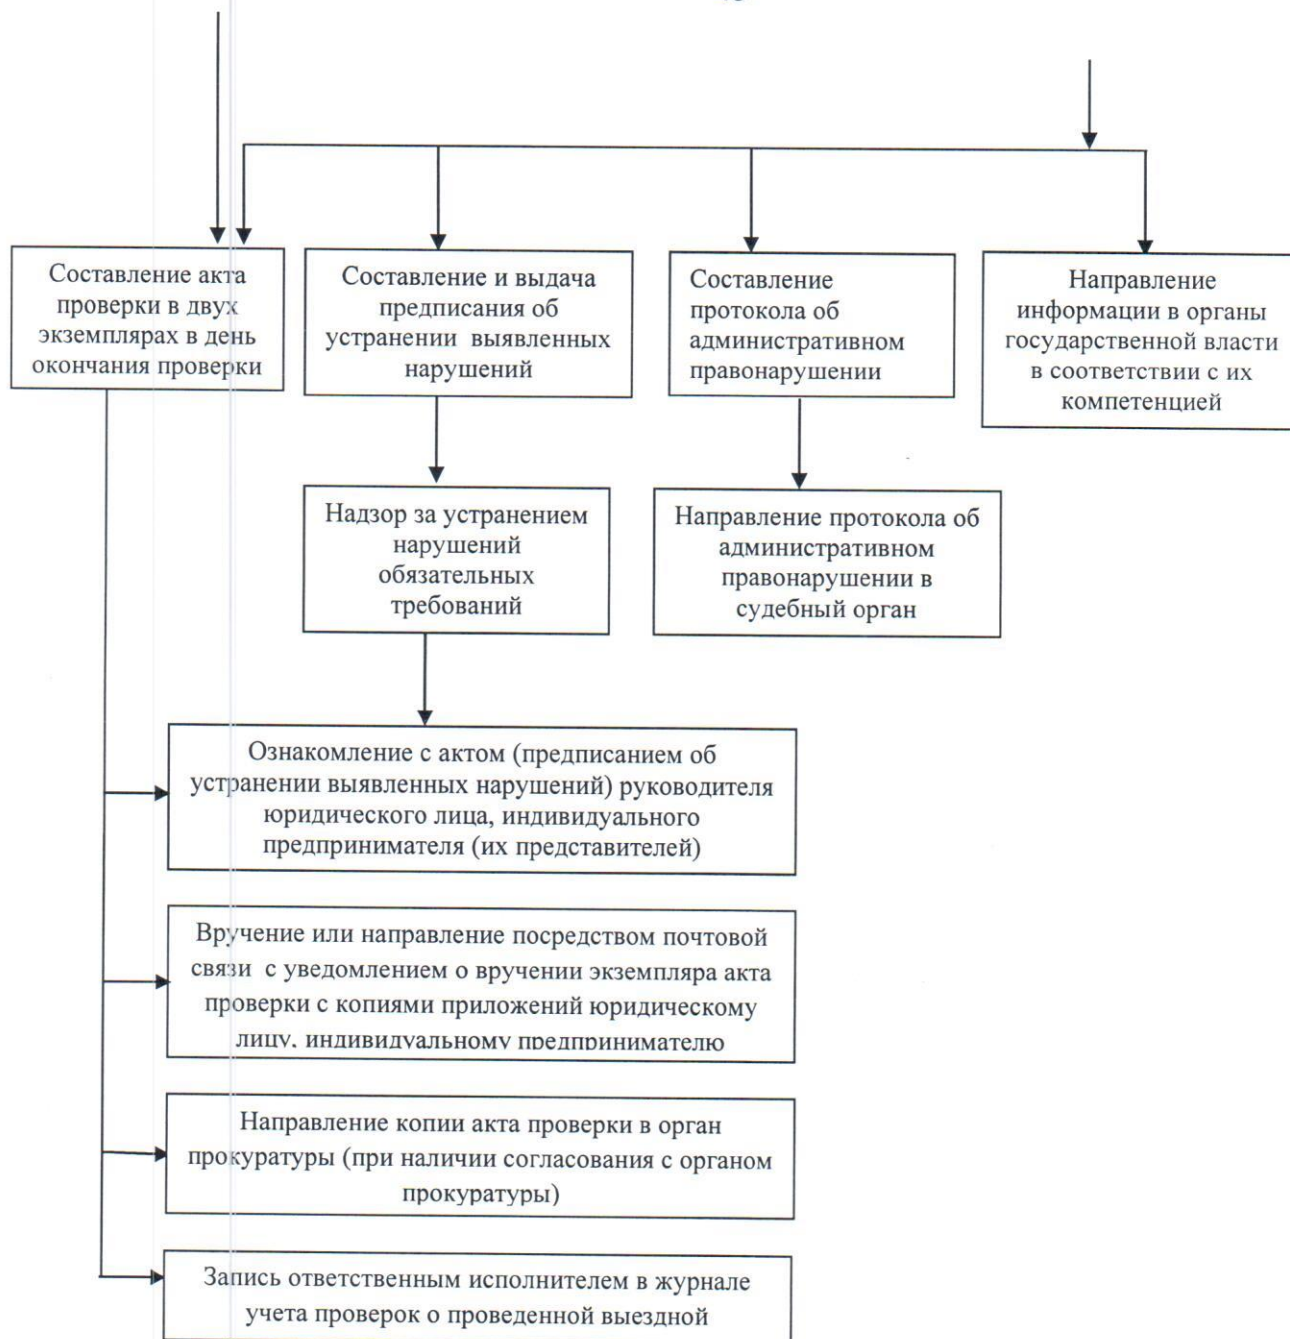 Составление акта
проверки в двух
экземплярах в день
окончания проверки
Составление и выдача
предписания об
устранении выявленных
нарушений
Составление
протокола об
административном
правонарушении
Направление
информации в органы
государственной власти
в соответствии с их
компетенцией
Надзор за устранением
нарушений
обязательных
требований
Направление протокола об
административном
правонарушении в
судебный орган
Ознакомление с актом (предписанием об
устранении выявленных нарушений) руководителя
юридического лица, индивидуального
предпринимателя (их представителей)
Вручение или направление посредством почтовой
связи с уведомлением о вручении экземпляра акта
проверки с копиями приложений юридическому
лицу, индивидуальному предпринимателю
Направление копии акта проверки в орган
прокуратуры (при наличии согласования с органом
прокуратуры)
Запись ответственным исполнителем в журнале
учета проверок о проведенной выездной